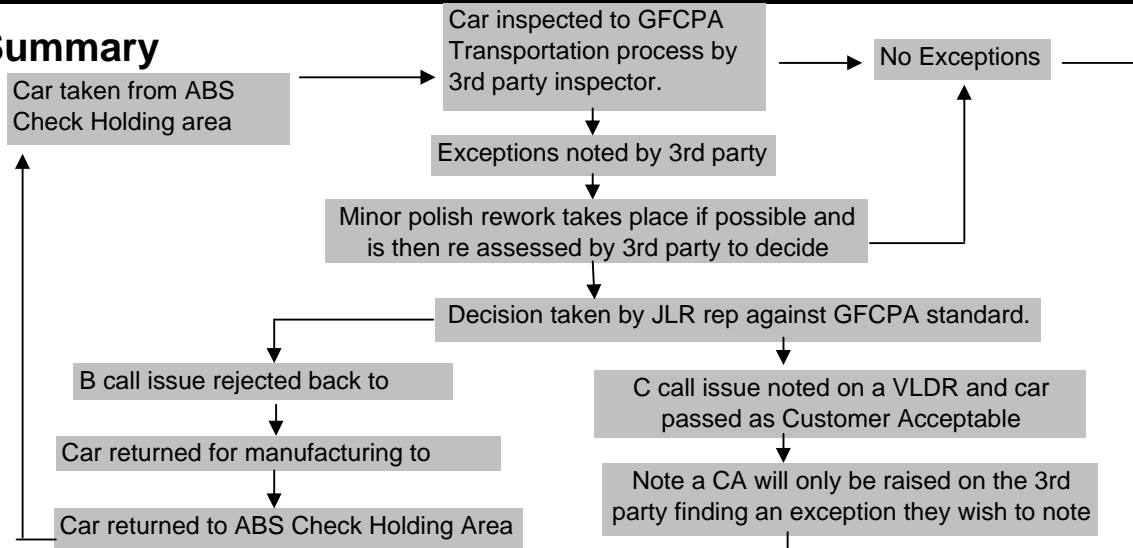 Summary
Car taken from ABS
Check Holding area
Car inspected to GFCPA
Transportation process by
3rd party inspector.
No Exceptions
Exceptions noted by 3rd party
Minor polish rework takes place if possible and
is then re assessed by 3rd party to decide
Decision taken by JLR rep against GFCPA standard.
B call issue rejected back to
Car returned for manufacturing to
Car returned to ABS Check Holding Area
C call issue noted on a VLDR and car
passed as Customer Acceptable
Note a CA will only be raised on the 3rd
party finding an exception they wish to note